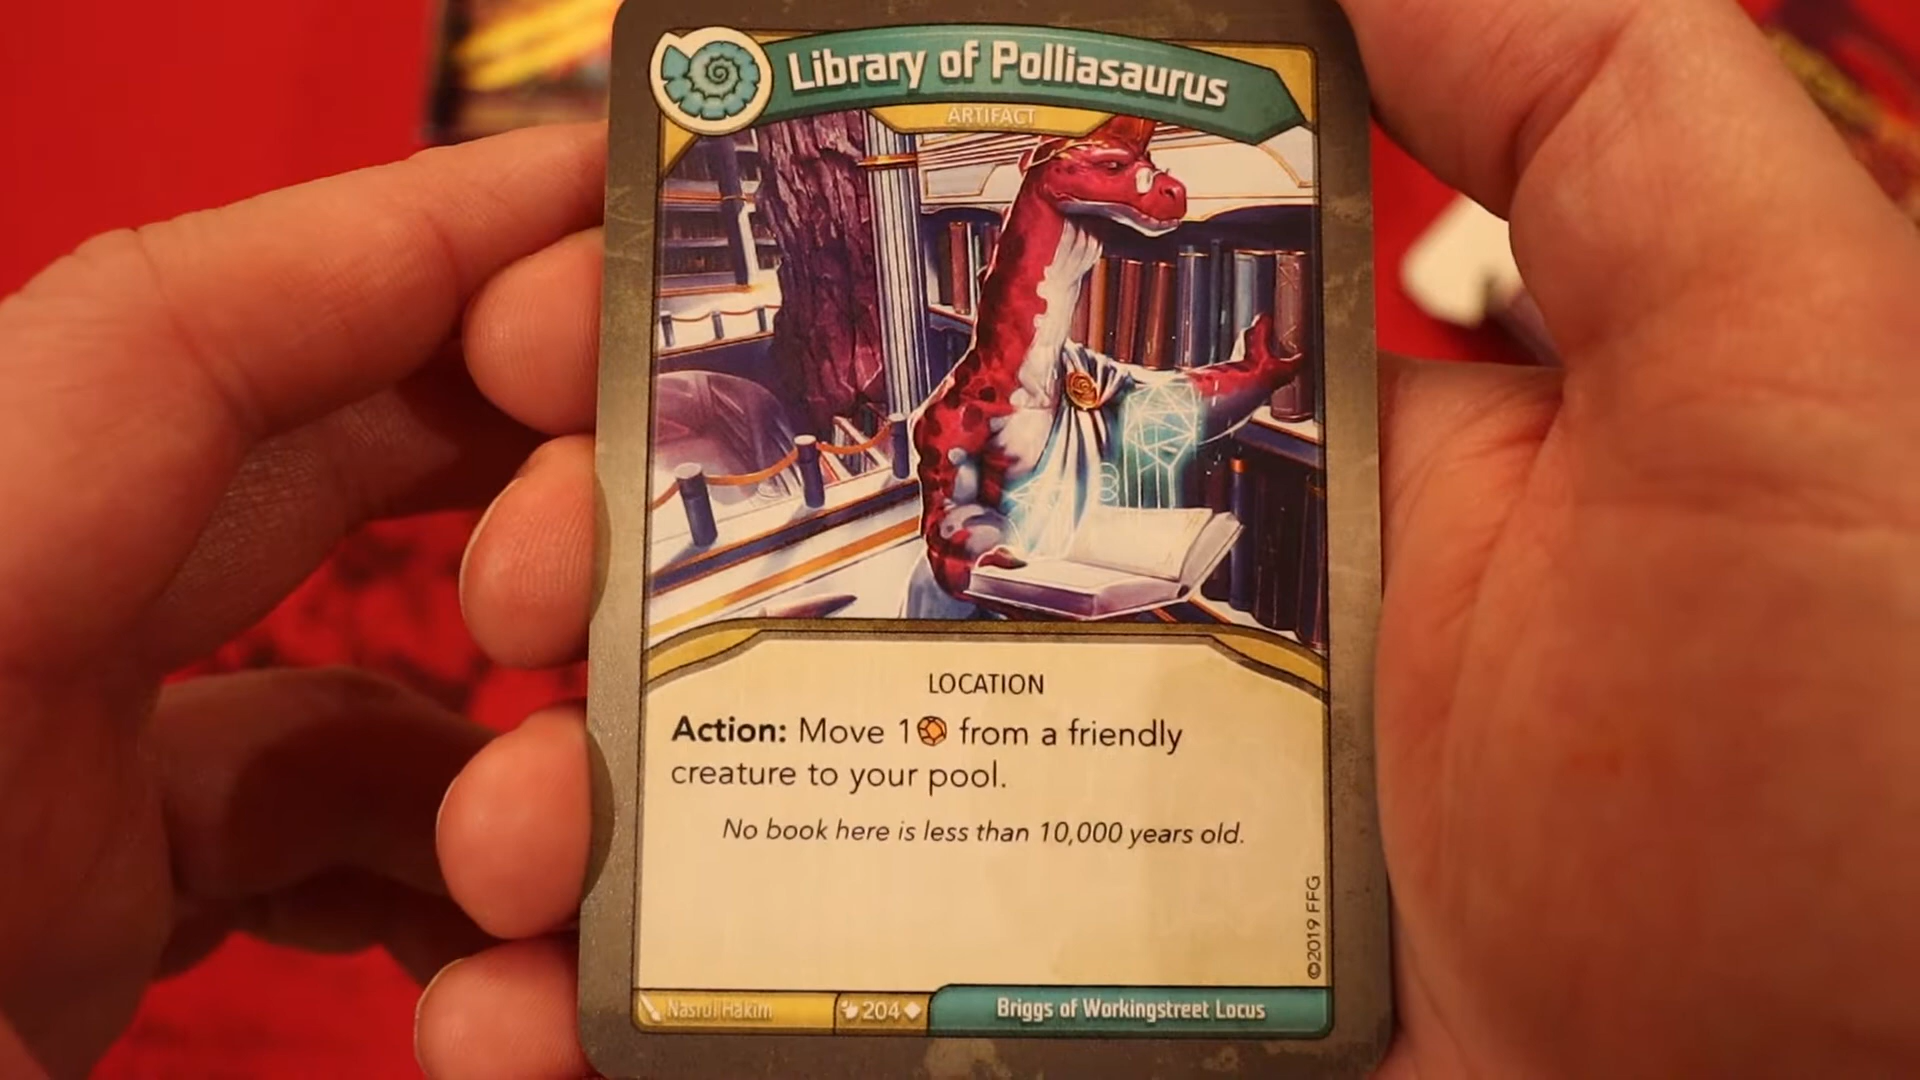 Library of Polliasaurus
ARTIFACT
LOCATION
Action: Move 1 from a friendly
creature to your pool.
No book here is less than 10,000 years old.
©2019 FFG
Nasrul Hakim
204
Briggs of Workingstreet Locus